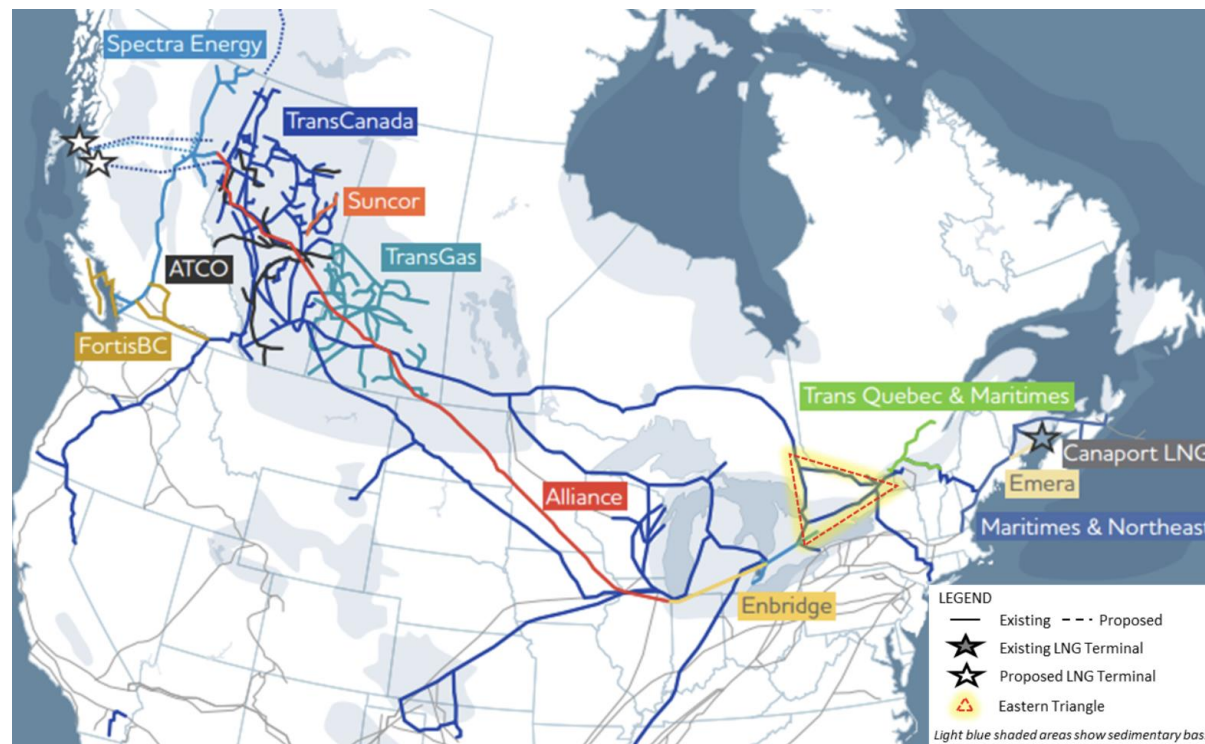 Spectra Energy
TransCanada
Suncor
TransGas
ATCO
FortisBC
Trans Quebec & Maritimes
Canaport LNG
Emera
Alliance
Maritimes & Northeast
Enbridge
LEGEND
Existing
Proposed
Existing LNG Terminal
Proposed LNG Terminal
Eastern Triangle
Light blue shaded areas show sedimentary bas